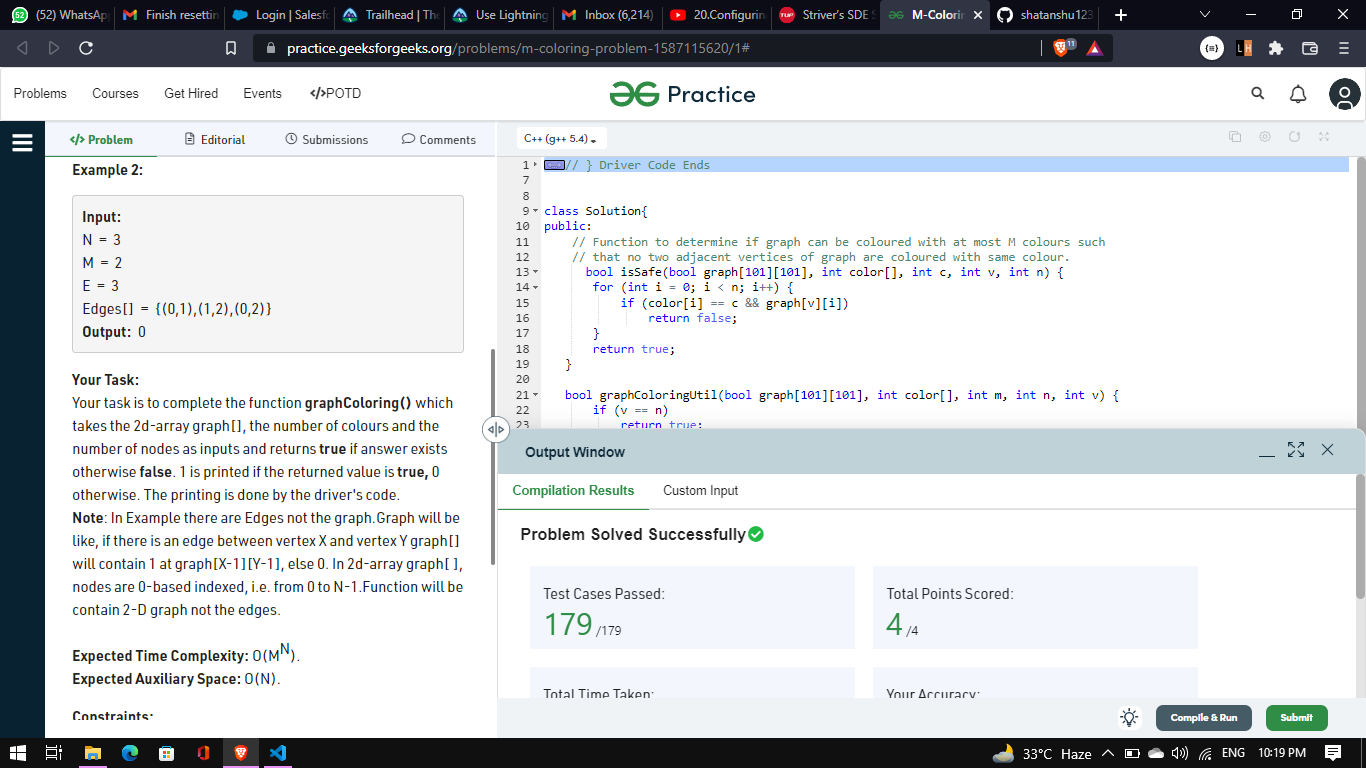 (52) WhatsAp
Finish resettin
Login | Salesf
Trailhead | The
Use Lightning
Inbox (6,214)
20.Configurin
Striver's SDE S
M-Colorin
shatanshu123
practice.geeksforgeeks.org/problems/m-coloring-problem-1587115620/1#
11
Problems
Courses
Get Hired
Events
</>POTD
Practice
</> Problem
Editorial
Submissions
Comments
C++ (g++ 5.4)
Example 2:
Input:
N = 3
M = 2
E = 3
Edges[] = {(0,1),(1,2),(0,2)}
Output: 0
Your Task:
Your task is to complete the function graphColoring() which
takes the 2d-array graph[], the number of colours and the
number of nodes as inputs and returns true if answer exists
otherwise false. 1 is printed if the returned value is true, 0
otherwise. The printing is done by the driver's code.
Note: In Example there are Edges not the graph.Graph will be
like, if there is an edge between vertex X and vertex Y graph[]
will contain 1 at graph[X-1][Y-1], else 0. In 2d-array graph[ ],
nodes are 0-based indexed, i.e. from 0 to N-1.Function will be
contain 2-D graph not the edges.
Expected Time Complexity: O(M^N).
Expected Auxiliary Space: O(N).
Constraints:
1 // } Driver Code Ends
7
8
9 class Solution{
10 public:
11 // Function to determine if graph can be coloured with at most M colours such
12 // that no two adjacent vertices of graph are coloured with same colour.
13 bool isSafe(bool graph[101][101], int color[], int c, int v, int n) {
14 for (int i = 0; i < n; i++) {
15 if (color[i] == c && graph[v][i])
16 return false;
17 }
18 return true;
19 }
20
21 bool graphColoringUtil(bool graph[101][101], int color[], int m, int n, int v) {
22 if (v == n)
23 return true;
Output Window
Compilation Results
Custom Input
Problem Solved Successfully
Test Cases Passed:
179 /179
Total Points Scored:
4 /4
Total Time Taken:
Your Accuracy:
Compile & Run
Submit
33°C Haze
ENG
10:19 PM